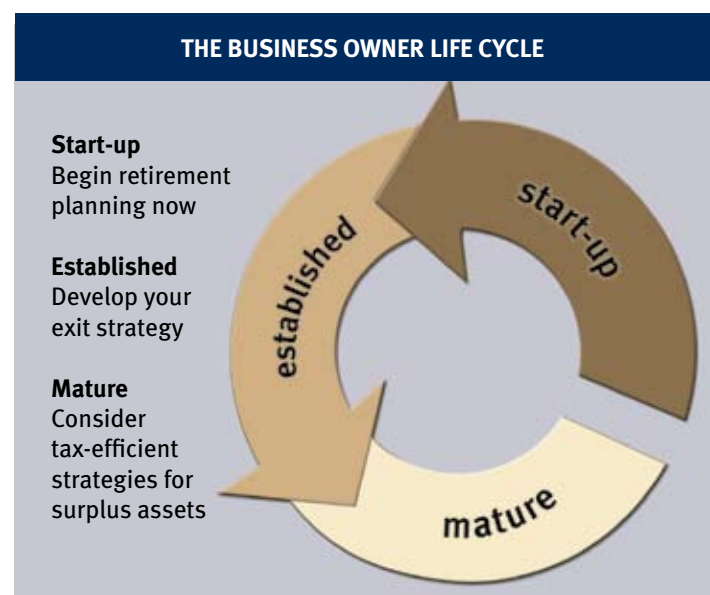 THE BUSINESS OWNER LIFE CYCLE
Start-up
Begin retirement
planning now
Established
Develop your
exit strategy
Mature
Consider
tax-efficient
strategies for
surplus assets
start-up
established
mature